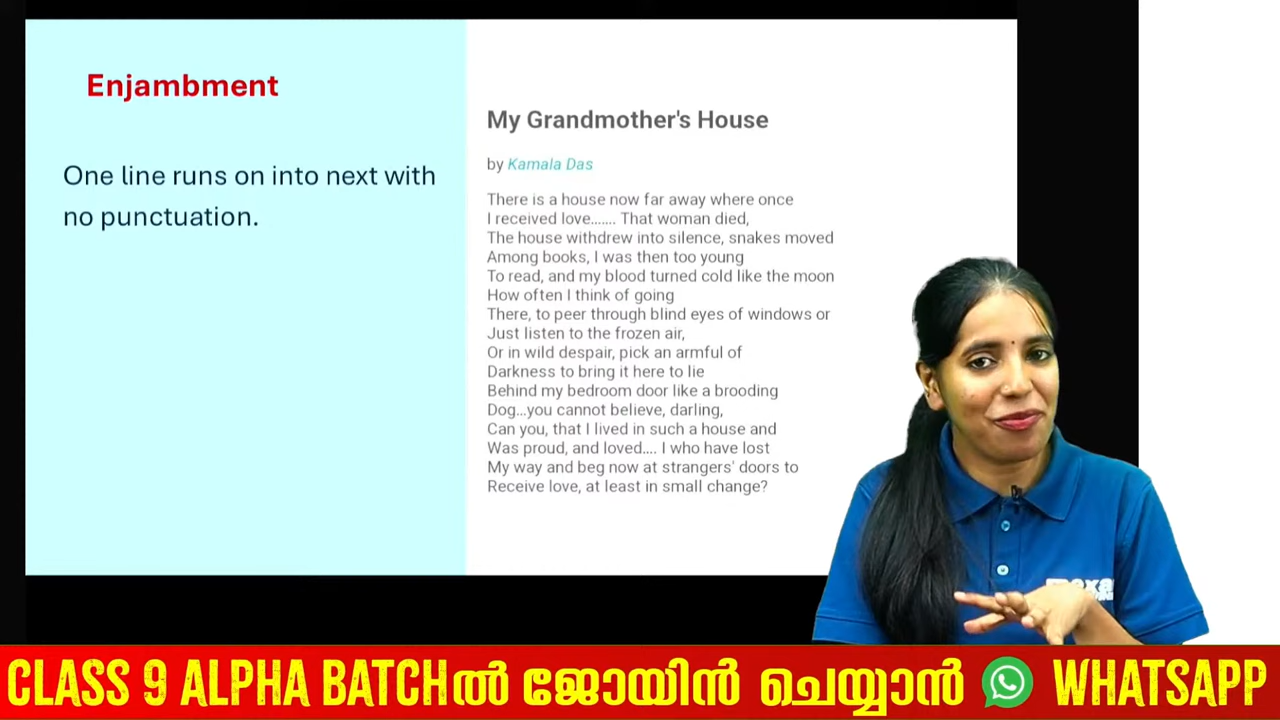 Enjambment
One line runs on into next with
no punctuation.
My Grandmother's House
by Kamala Das
There is a house now far away where once
I received love……. That woman died,
The house withdrew into silence, snakes moved
Among books, I was then too young
To read, and my blood turned cold like the moon
How often I think of going
There, to peer through blind eyes of windows or
Just listen to the frozen air,
Or in wild despair, pick an armful of
Darkness to bring it here to lie
Behind my bedroom door like a brooding
Dog…you cannot believe, darling,
Can you, that I lived in such a house and
Was proud, and loved…. I who have lost
My way and beg now at strangers' doors to
Receive love, at least in small change?
CLASS 9 ALPHA BATCHൽ ജോയിൻ ചെയ്യാൻ WHATSAPP